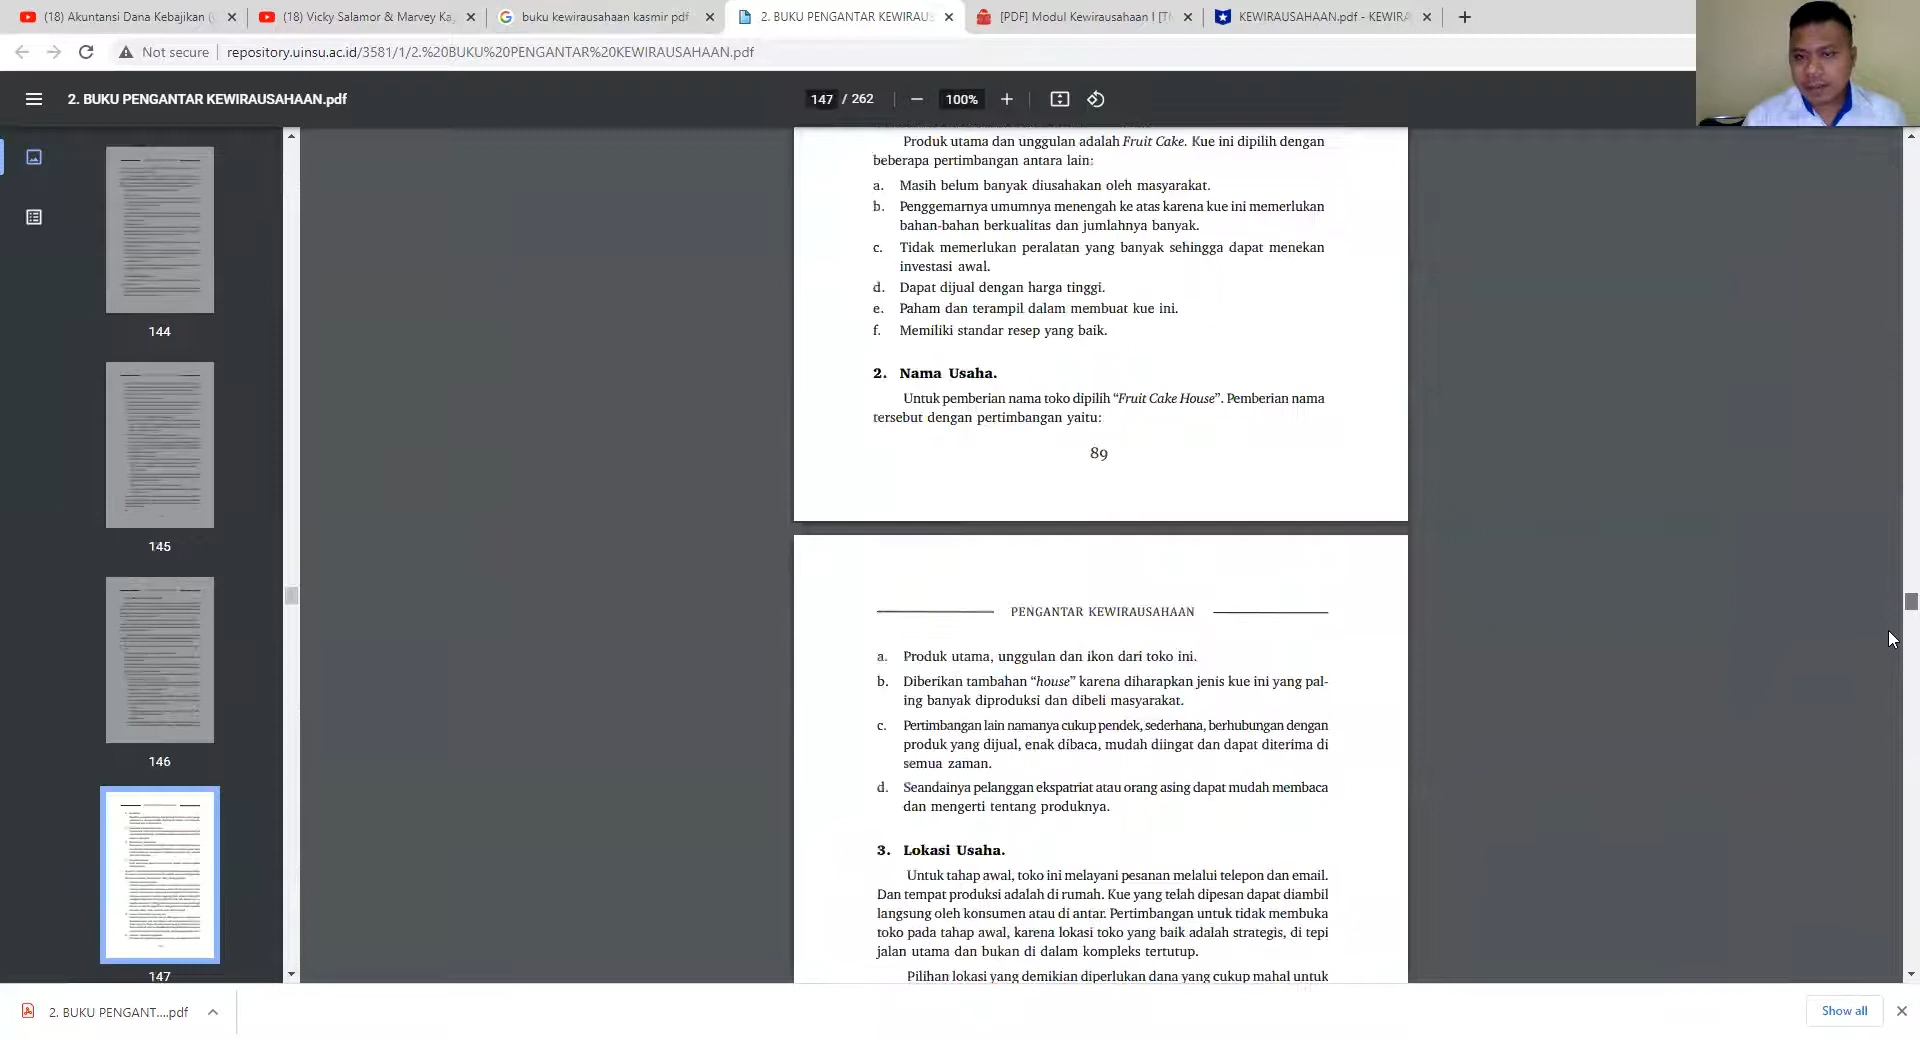 (18) Akuntansi Dana Kebajikan (
(18) Vicky Salamor & Marvey Ka
buku kewirausahaan kasmir pdf
2. BUKU PENGANTAR KEWIRAUS
[PDF] Modul Kewirausahaan I [TM
KEWIRAUSAHAAN.pdf - KEWIRA
Not secure
repository.uinsu.ac.id/3581/1/2.%20BUKU%20PENGANTAR%20KEWIRAUSAHAAN.pdf
2. BUKU PENGANTAR KEWIRAUSAHAAN.pdf
147 / 262
100%
144
145
146
147
Produk utama dan unggulan adalah Fruit Cake. Kue ini dipilih dengan
beberapa pertimbangan antara lain:
a. Masih belum banyak diusahakan oleh masyarakat.
b. Penggemarnya umumnya menengah ke atas karena kue ini memerlukan
bahan-bahan berkualitas dan jumlahnya banyak.
c. Tidak memerlukan peralatan yang banyak sehingga dapat menekan
investasi awal.
d. Dapat dijual dengan harga tinggi.
e. Paham dan terampil dalam membuat kue ini.
f. Memiliki standar resep yang baik.
2. Nama Usaha.
Untuk pemberian nama toko dipilih “Fruit Cake House”. Pemberian nama
tersebut dengan pertimbangan yaitu:
89
PENGANTAR KEWIRAUSAHAAN
a. Produk utama, unggulan dan ikon dari toko ini.
b. Diberikan tambahan “house” karena diharapkan jenis kue ini yang pal-
ing banyak diproduksi dan dibeli masyarakat.
c. Pertimbangan lain namanya cukup pendek, sederhana, berhubungan dengan
produk yang dijual, enak dibaca, mudah diingat dan dapat diterima di
semua zaman.
d. Seandainya pelanggan ekspatriat atau orang asing dapat mudah membaca
dan mengerti tentang produknya.
3. Lokasi Usaha.
Untuk tahap awal, toko ini melayani pesanan melalui telepon dan email.
Dan tempat produksi adalah di rumah. Kue yang telah dipesan dapat diambil
langsung oleh konsumen atau di antar. Pertimbangan untuk tidak membuka
toko pada tahap awal, karena lokasi toko yang baik adalah strategis, di tepi
jalan utama dan bukan di dalam kompleks tertutup.
Pilihan lokasi yang demikian diperlukan dana yang cukup mahal untuk
2. BUKU PENGANT....pdf
Show all